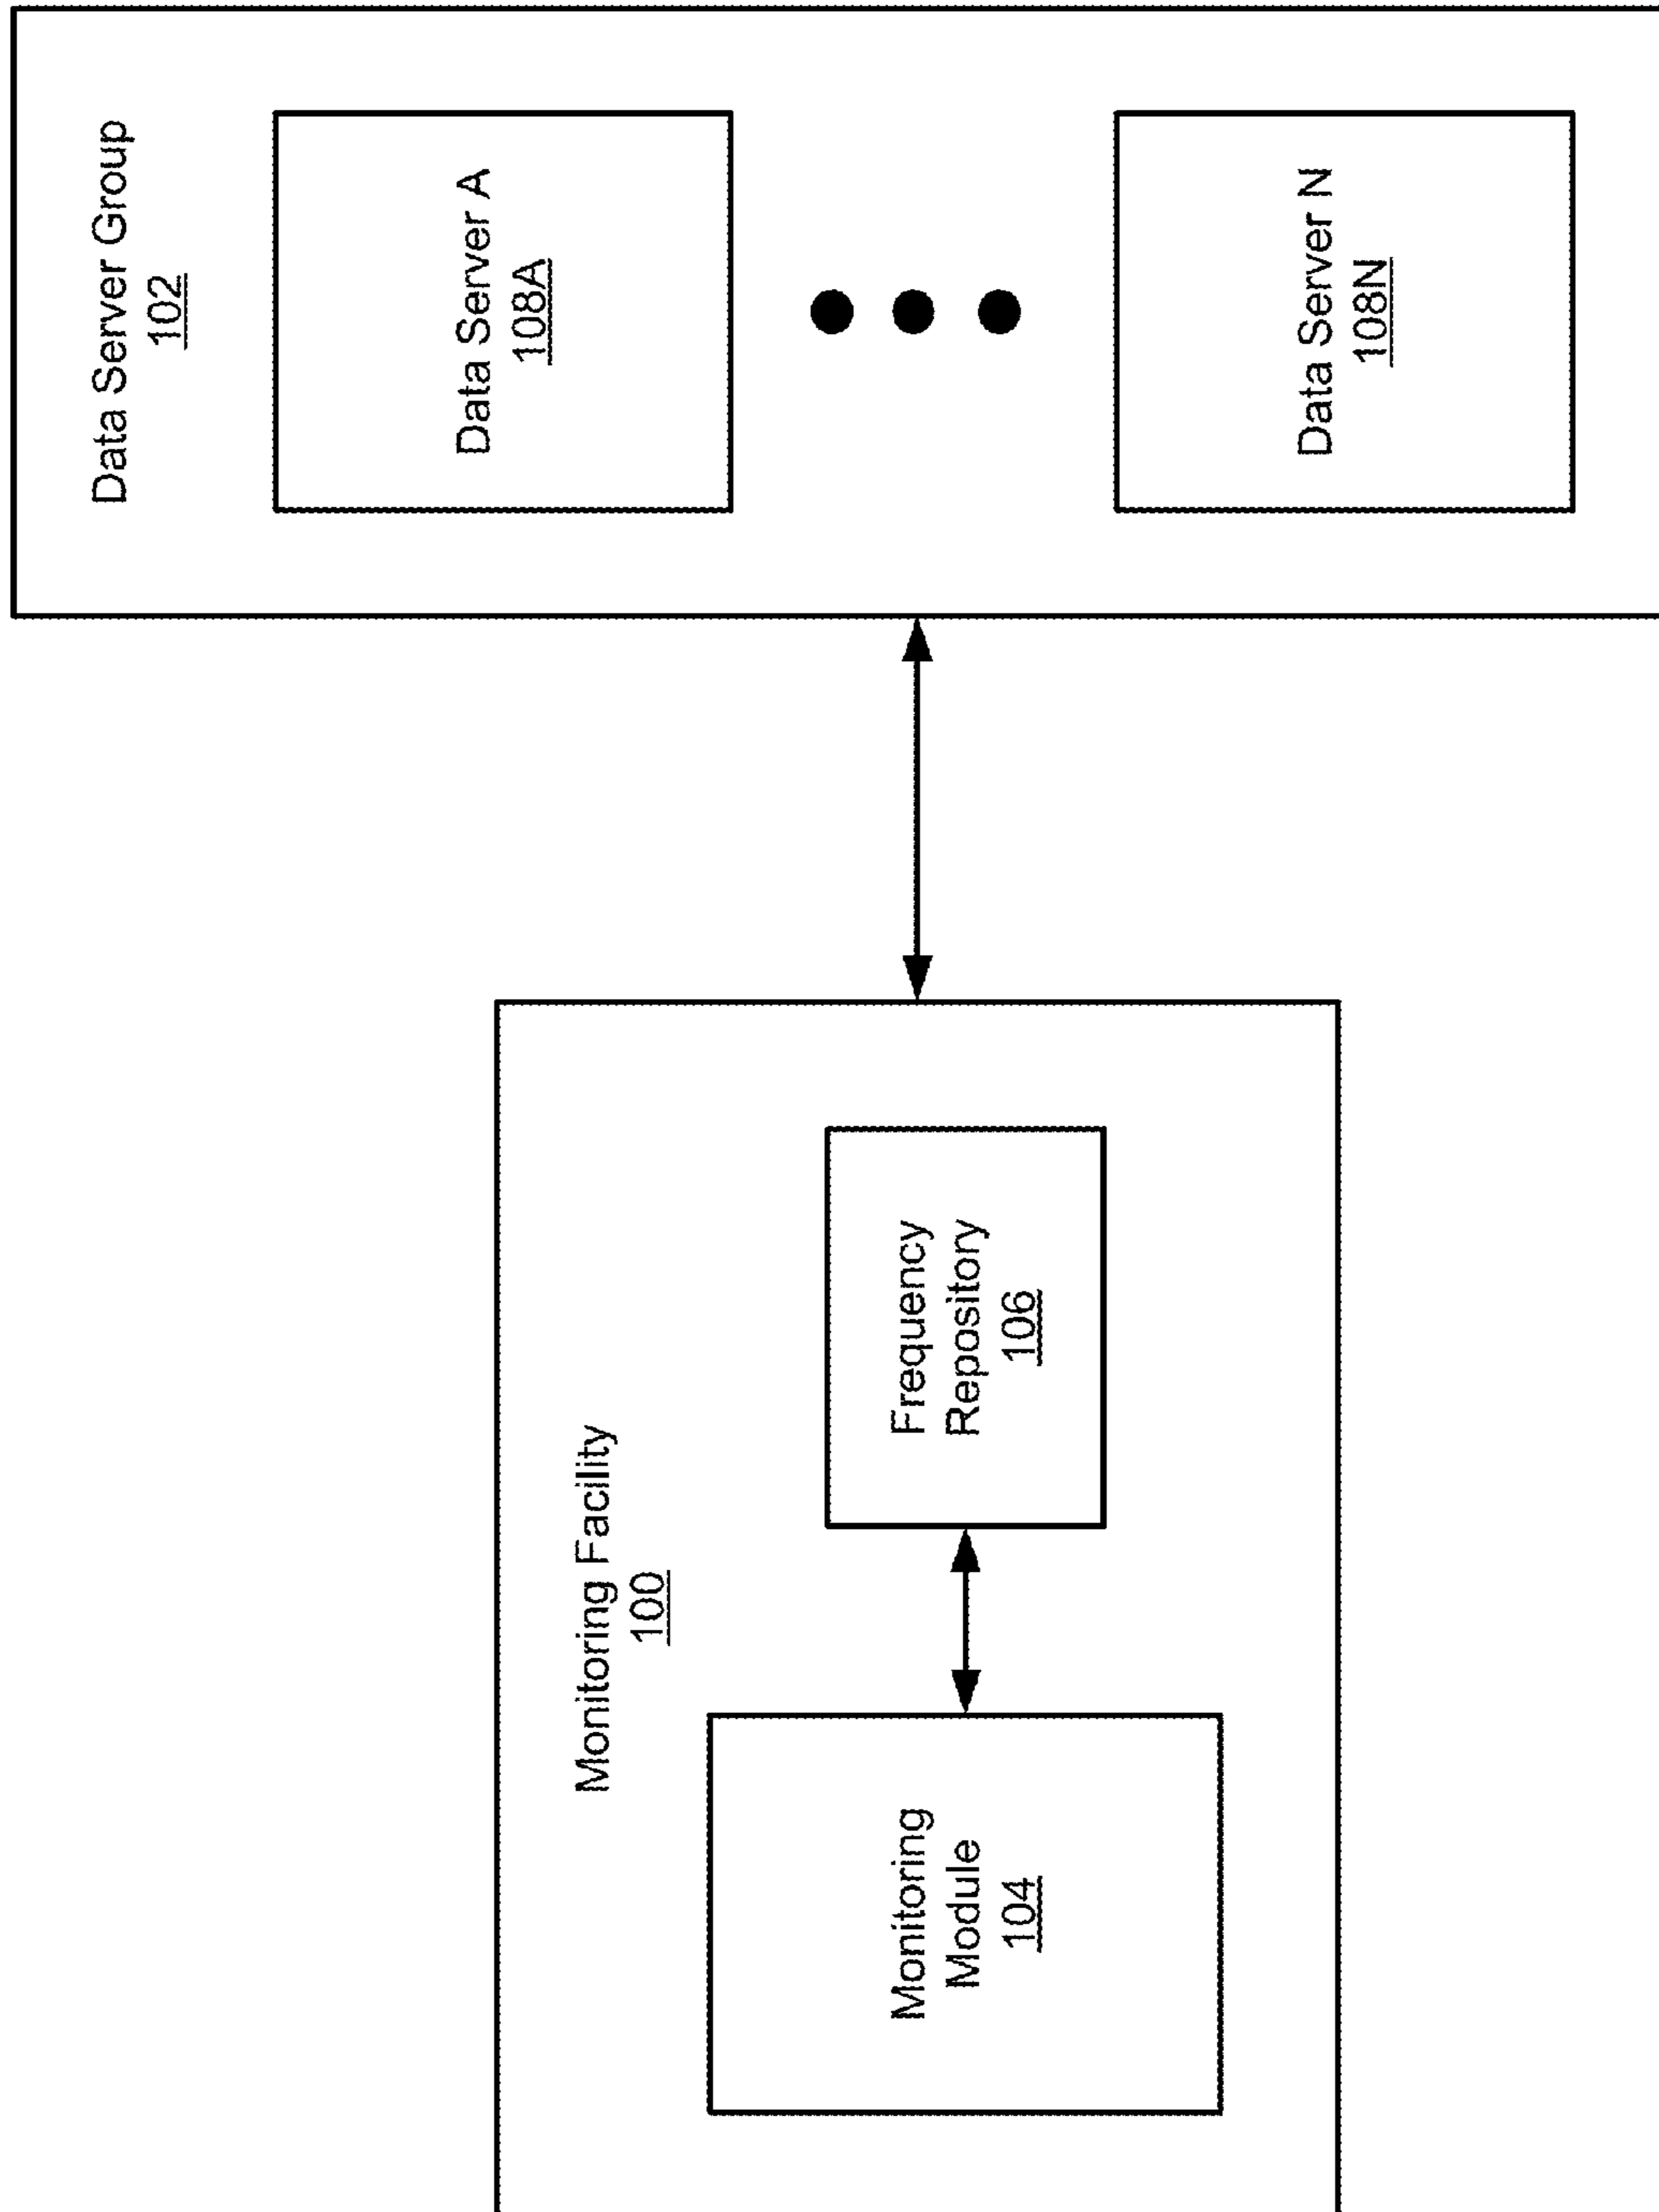 Monitoring Facility
100
Monitoring
Module
104
Frequency
Repository
106
Data Server Group
102
Data Server A
108A
Data Server N
108N